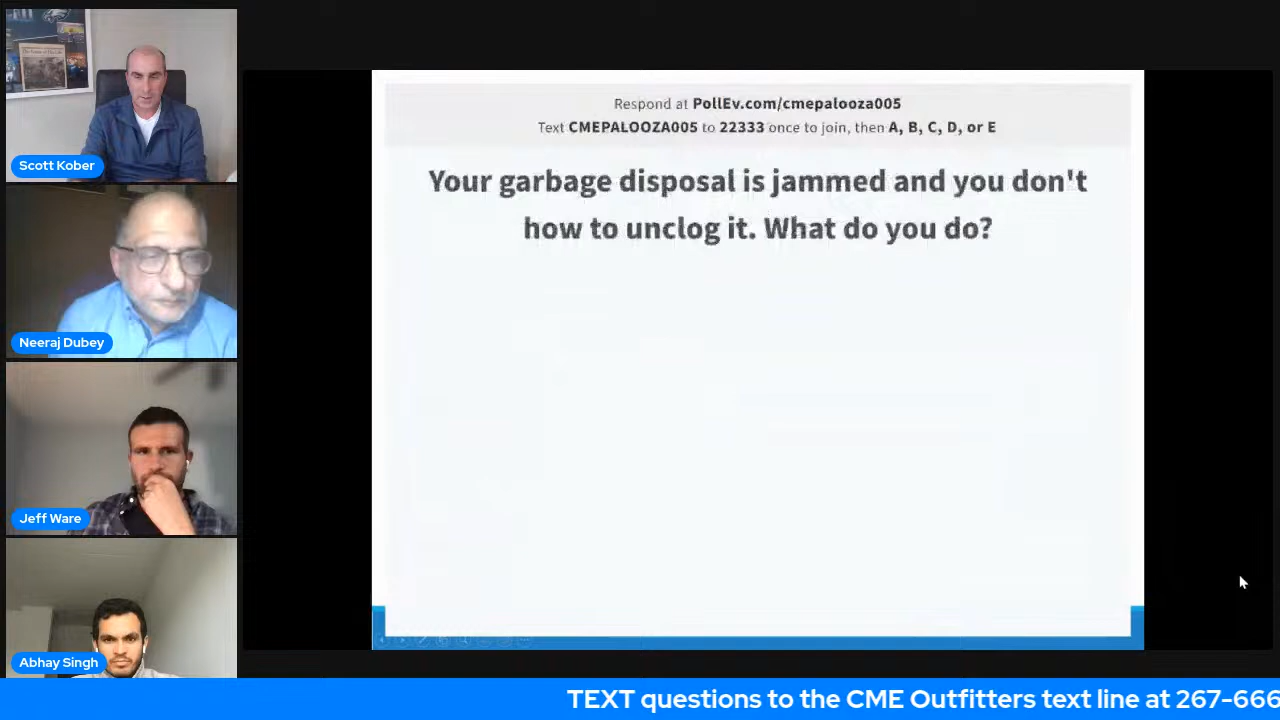 Scott Kober
Neeraj Dubey
Jeff Ware
Abhay Singh
Respond at PollEv.com/cmepalooza005
Text CMEPALOOZA005 to 22333 once to join, then A, B, C, D, or E
Your garbage disposal is jammed and you don't
how to unclog it. What do you do?
TEXT questions to the CME Outfitters text line at 267-666